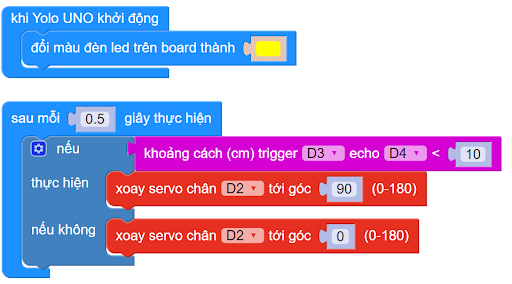 khi Yolo UNO khởi động
đổi màu đèn led trên board thành
sau mỗi 0.5 giây thực hiện
nếu khoảng cách (cm) trigger D3 echo D4 < 10
thực hiện xoay servo chân D2 tới góc 90 (0-180)
nếu không xoay servo chân D2 tới góc 0 (0-180)